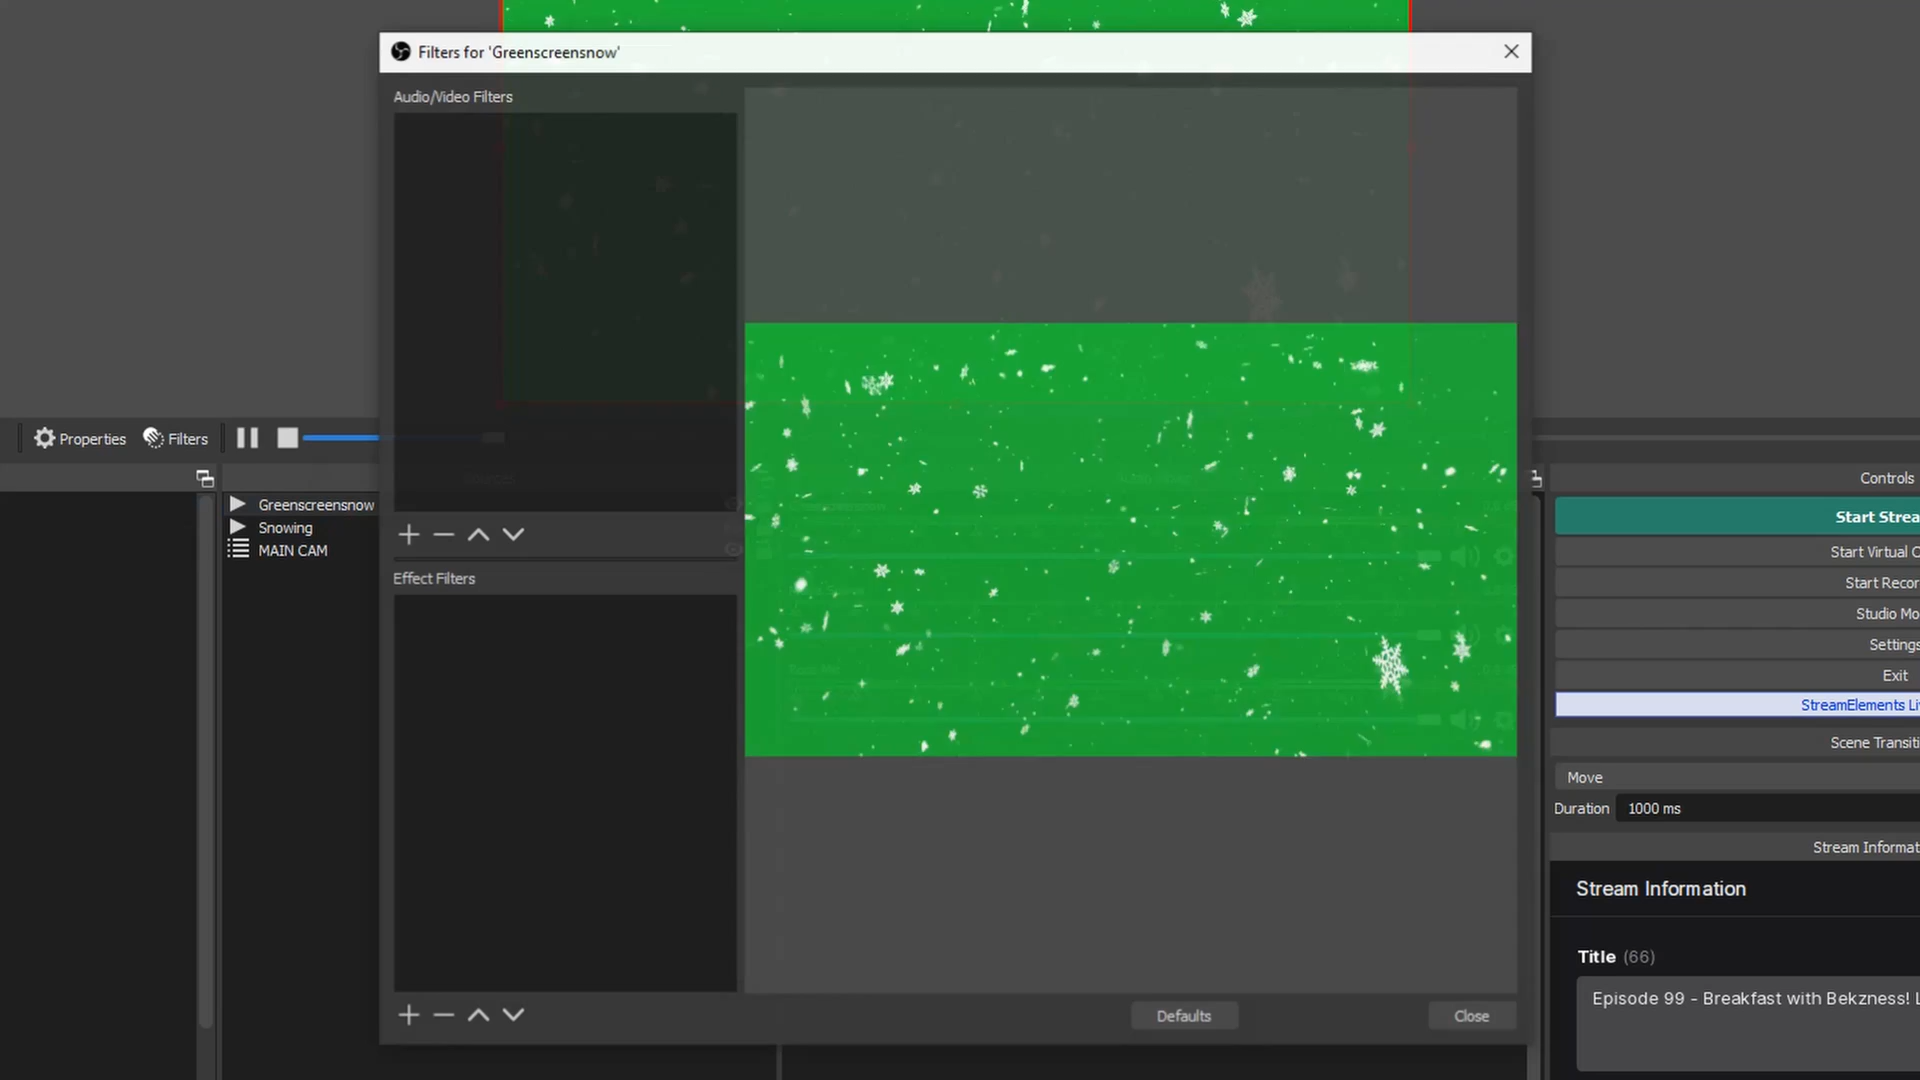 Filters for 'Greenscreensnow'
Audio/Video Filters
Properties
Filters
Greenscreensnow
Snowing
MAIN CAM
Effect Filters
Defaults
Close
Controls
Start Strea
Start Virtual C
Start Recor
Studio Mo
Settings
Exit
StreamElements Li
Scene Transiti
Move
Duration
1000 ms
Stream Informat
Stream Information
Title (66)
Episode 99 - Breakfast with Bekzness! L